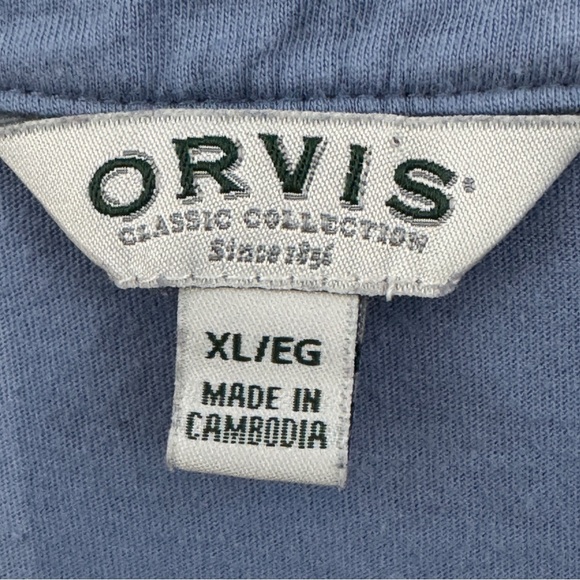 ORVIS
CLASSIC COLLECTION
Since 1856
XL/EG
MADE IN
CAMBODIA